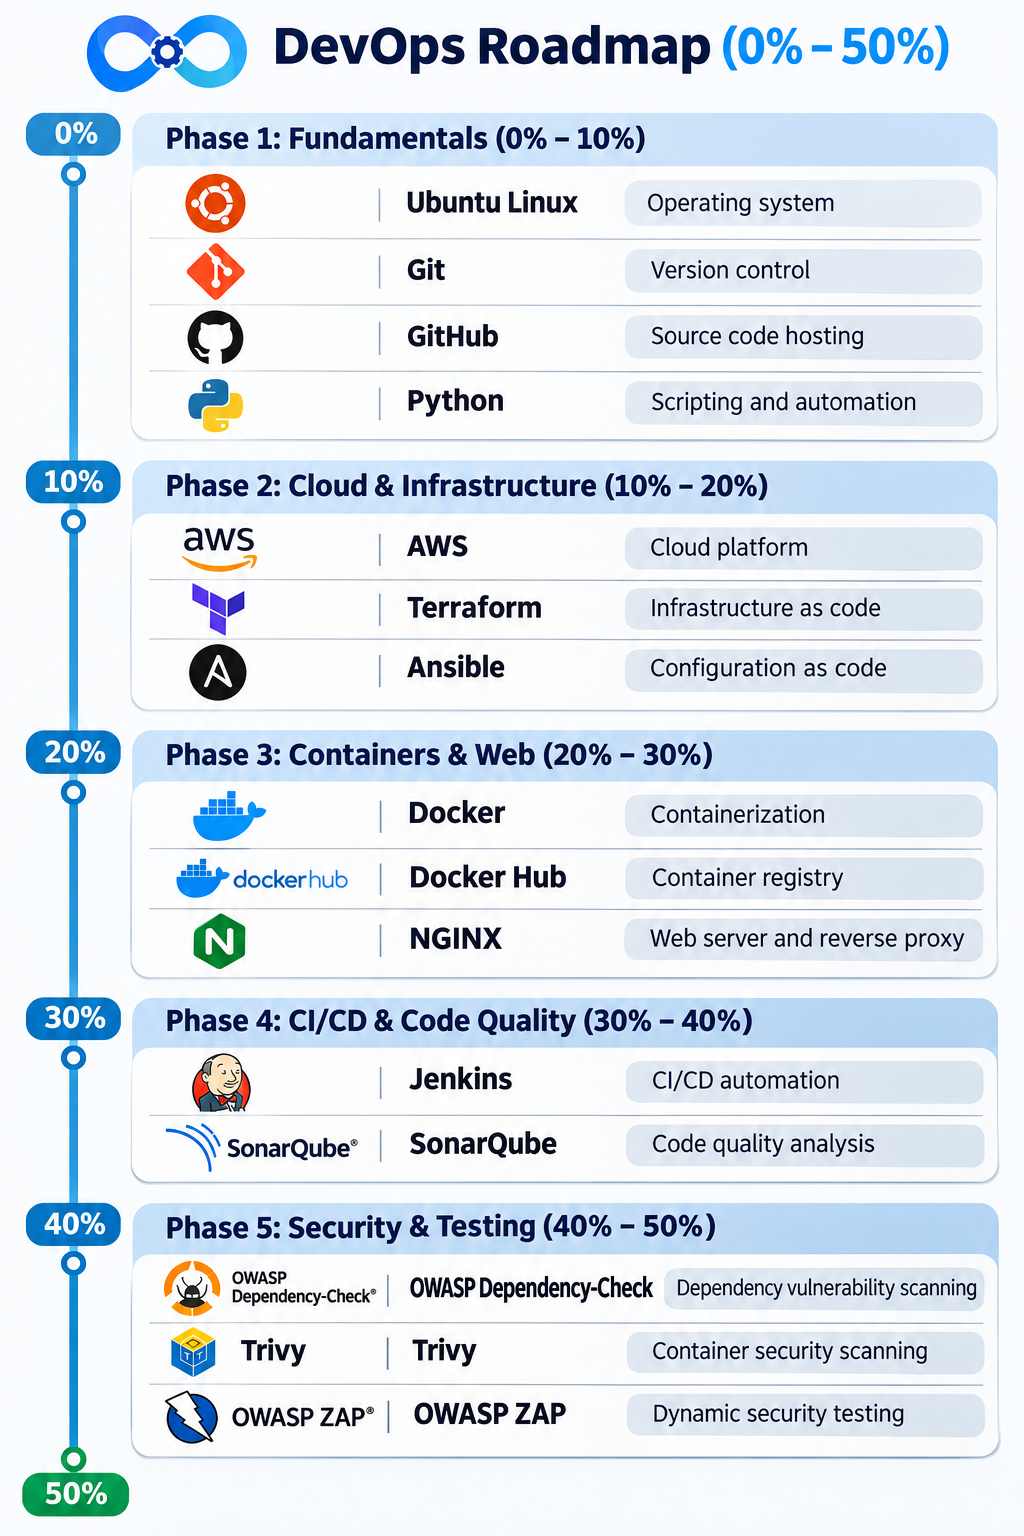 DevOps Roadmap (0% – 50%)
0%
Phase 1: Fundamentals (0% – 10%)
Ubuntu Linux
Operating system
Git
Version control
GitHub
Source code hosting
Python
Scripting and automation
10%
Phase 2: Cloud & Infrastructure (10% – 20%)
aws
AWS
Cloud platform
Terraform
Infrastructure as code
Ansible
Configuration as code
20%
Phase 3: Containers & Web (20% – 30%)
Docker
Containerization
dockerhub
Docker Hub
Container registry
N
NGINX
Web server and reverse proxy
30%
Phase 4: CI/CD & Code Quality (30% – 40%)
Jenkins
CI/CD automation
SonarQube®
SonarQube
Code quality analysis
40%
Phase 5: Security & Testing (40% – 50%)
OWASP
Dependency-Check®
OWASP Dependency-Check
Dependency vulnerability scanning
Trivy
Trivy
Container security scanning
OWASP ZAP®
OWASP ZAP
Dynamic security testing
50%